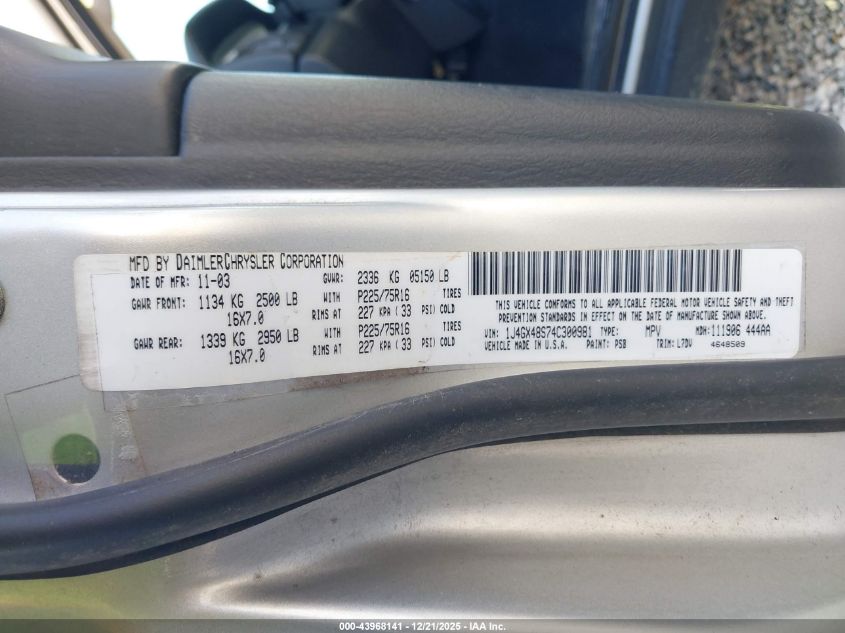 MFD BY DAIMLERCHRYSLER CORPORATION
DATE OF MFR: 11-03 GVWR: 2336 KG 05150 LB
GAWR FRONT: 1134 KG 2500 LB WITH P225/75R16 TIRES
16X7.0 RIMS AT 227 KPA ( 33 PSI) COLD
GAWR REAR: 1339 KG 2950 LB WITH P225/75R16 TIRES
16X7.0 RIMS AT 227 KPA ( 33 PSI) COLD
THIS VEHICLE CONFORMS TO ALL APPLICABLE FEDERAL MOTOR VEHICLE SAFETY AND THEFT
PREVENTION STANDARDS IN EFFECT ON THE DATE OF MANUFACTURE SHOWN ABOVE.
VIN: 1J4GX48S74C300981 TYPE: MPV MDH: 111906 444AA
VEHICLE MADE IN U.S.A. PAINT: PSB TRIM: L7DV 4648509
000-43968141 - 12/21/2025 - IAA Inc.